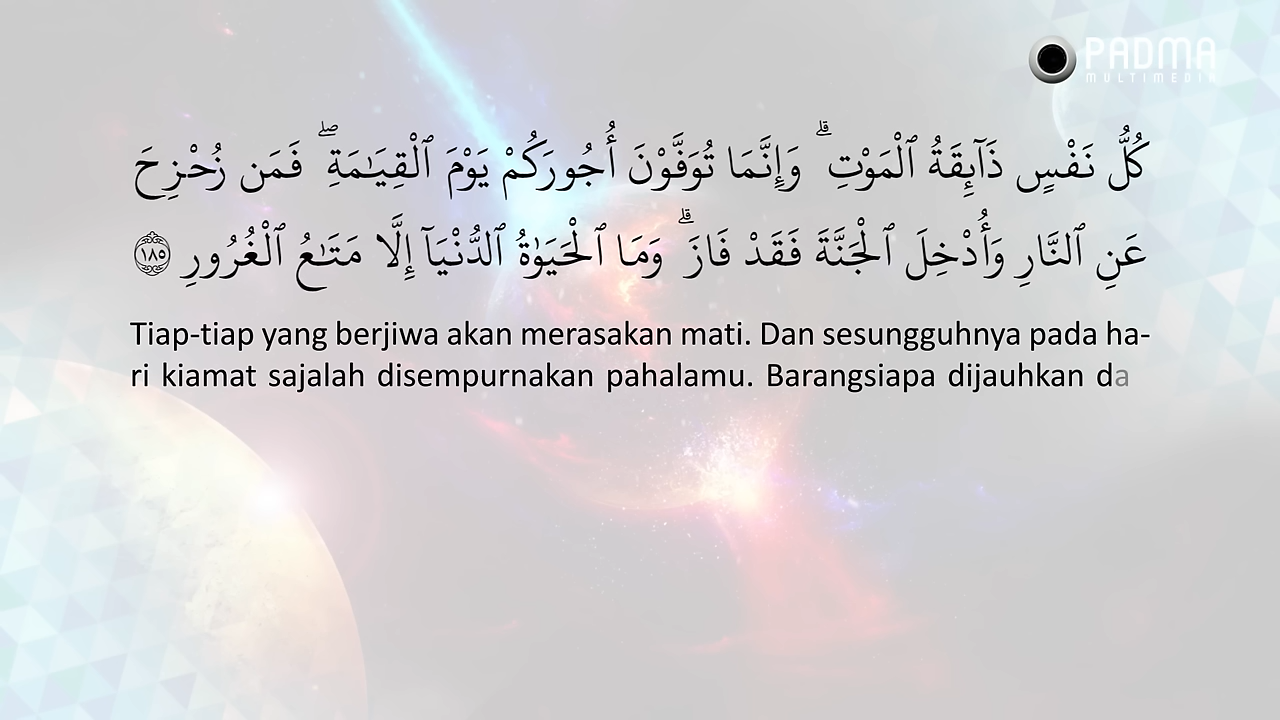 PADMA
MULTIMEDIA
كُلُّ نَفْسٍ ذَآئِقَةُ ٱلْمَوْتِ ۗ وَإِنَّمَا تُوَفَّوْنَ أُجُورَكُمْ يَوْمَ ٱلْقِيَـٰمَةِ ۖ فَمَن زُحْزِحَ
عَنِ ٱلنَّارِ وَأُدْخِلَ ٱلْجَنَّةَ فَقَدْ فَازَ ۗ وَمَا ٱلْحَيَوٰةُ ٱلدُّنْيَآ إِلَّا مَتَـٰعُ ٱلْغُرُورِ ١٨٥
Tiap-tiap yang berjiwa akan merasakan mati. Dan sesungguhnya pada ha-
ri kiamat sajalah disempurnakan pahalamu. Barangsiapa dijauhkan da